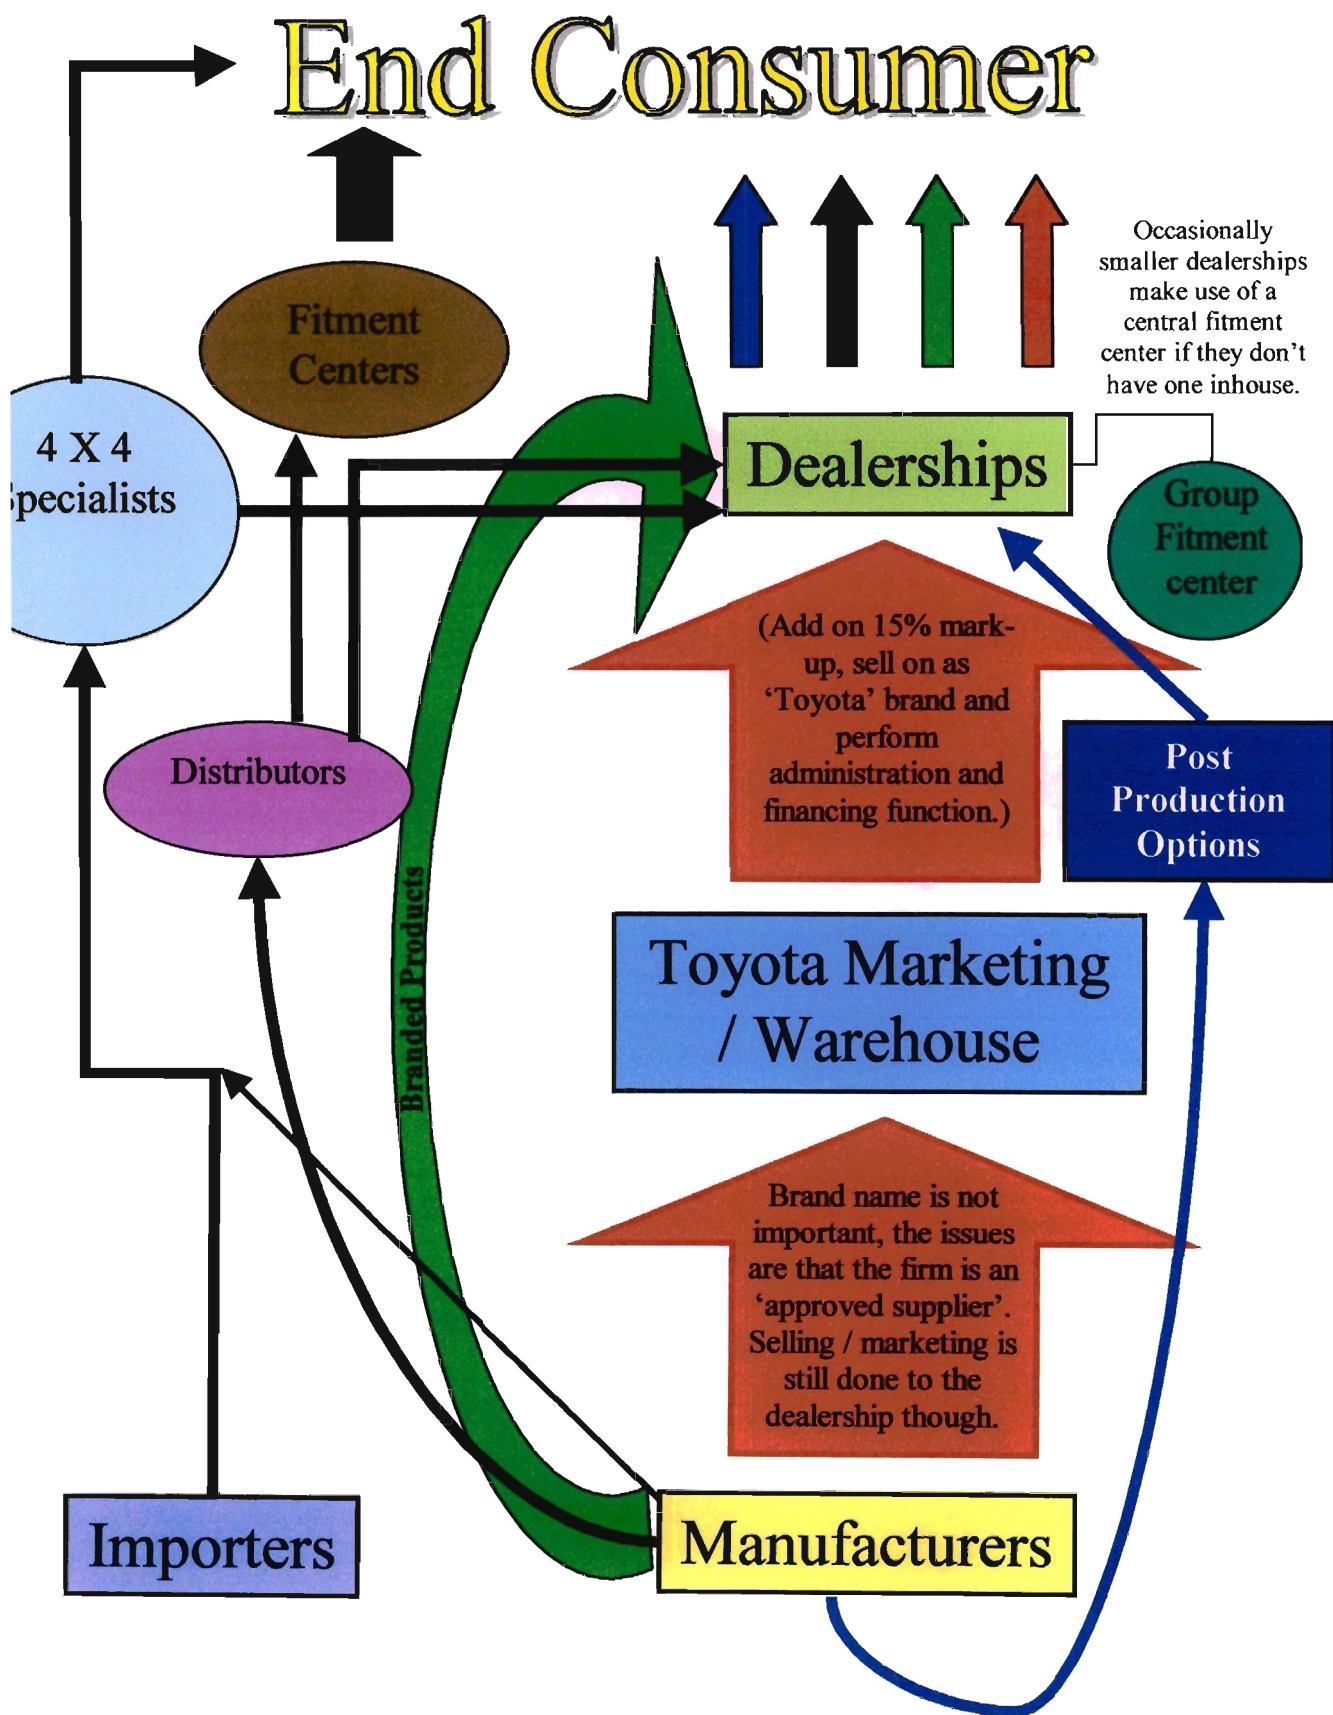 End Consumer
Occasionally
smaller dealerships
make use of a
central fitment
center if they don't
have one inhouse.
Fitment
Centers
4 X 4
Specialists
Dealerships
Group
Fitment
center
(Add on 15% mark-
up, sell on as
‘Toyota’ brand and
perform
administration and
financing function.)
Post
Production
Options
Distributors
Branded Products
Toyota Marketing
/ Warehouse
Brand name is not
important, the issues
are that the firm is an
‘approved supplier’.
Selling / marketing is
still done to the
dealership though.
Importers
Manufacturers